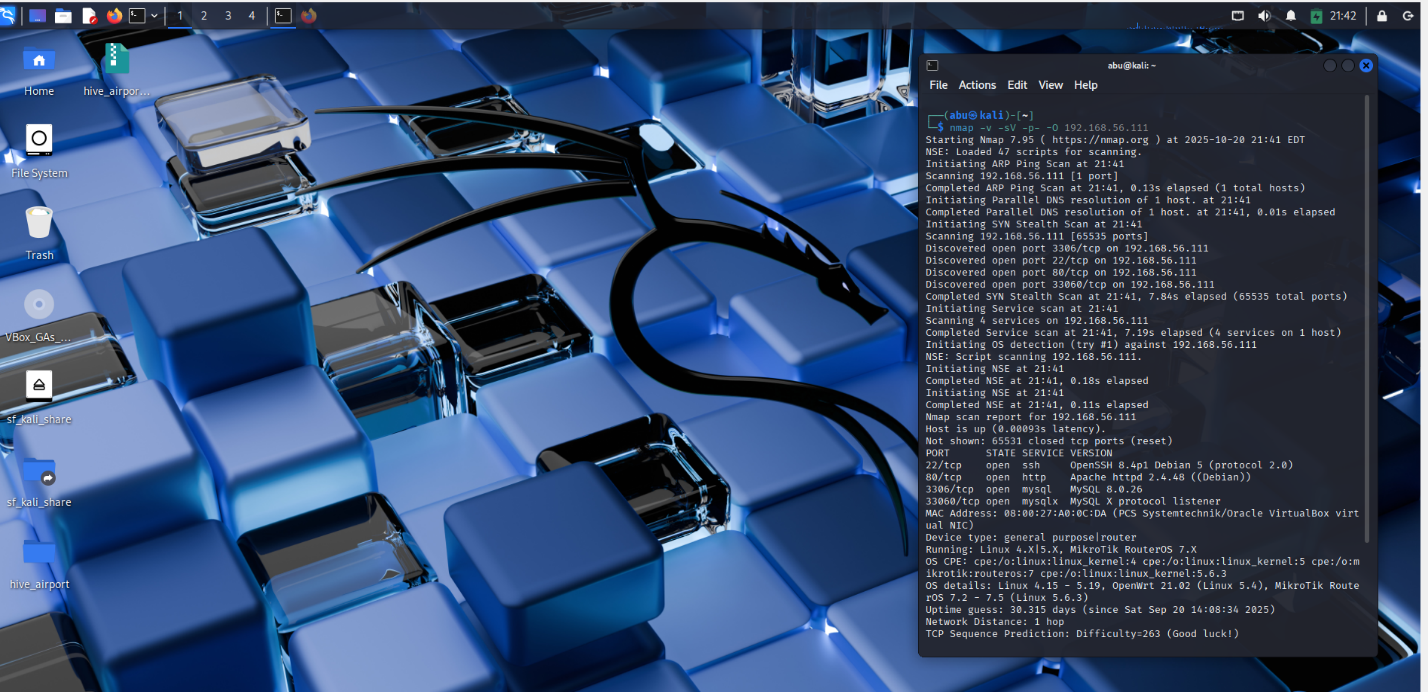 1 2 3 4
21:42
Home
hive_airpor...
File System
Trash
VBox_GAs_...
sf_kali_share
sf_kali_share
hive_airport
abu@kali: ~
File Actions Edit View Help
┌──(abu㉿kali)-[~]
└─$ nmap -v -sV -p- -O 192.168.56.111
Starting Nmap 7.95 ( https://nmap.org ) at 2025-10-20 21:41 EDT
NSE: Loaded 47 scripts for scanning.
Initiating ARP Ping Scan at 21:41
Scanning 192.168.56.111 [1 port]
Completed ARP Ping Scan at 21:41, 0.13s elapsed (1 total hosts)
Initiating Parallel DNS resolution of 1 host. at 21:41
Completed Parallel DNS resolution of 1 host. at 21:41, 0.01s elapsed
Initiating SYN Stealth Scan at 21:41
Scanning 192.168.56.111 [65535 ports]
Discovered open port 3306/tcp on 192.168.56.111
Discovered open port 22/tcp on 192.168.56.111
Discovered open port 80/tcp on 192.168.56.111
Discovered open port 33060/tcp on 192.168.56.111
Completed SYN Stealth Scan at 21:41, 7.84s elapsed (65535 total ports)
Initiating Service scan at 21:41
Scanning 4 services on 192.168.56.111
Completed Service scan at 21:41, 7.19s elapsed (4 services on 1 host)
Initiating OS detection (try #1) against 192.168.56.111
NSE: Script scanning 192.168.56.111.
Initiating NSE at 21:41
Completed NSE at 21:41, 0.18s elapsed
Initiating NSE at 21:41
Completed NSE at 21:41, 0.11s elapsed
Nmap scan report for 192.168.56.111
Host is up (0.00093s latency).
Not shown: 65531 closed tcp ports (reset)
PORT      STATE SERVICE VERSION
22/tcp    open  ssh     OpenSSH 8.4p1 Debian 5 (protocol 2.0)
80/tcp    open  http    Apache httpd 2.4.48 ((Debian))
3306/tcp  open  mysql   MySQL 8.0.26
33060/tcp open  mysqlx  MySQL X protocol listener
MAC Address: 08:00:27:A0:0C:DA (PCS Systemtechnik/Oracle VirtualBox virt
ual NIC)
Device type: general purpose|router
Running: Linux 4.X|5.X, MikroTik RouterOS 7.X
OS CPE: cpe:/o:linux:linux_kernel:4 cpe:/o:linux:linux_kernel:5 cpe:/o:m
ikrotik:routeros:7 cpe:/o:linux:linux_kernel:5.6.3
OS details: Linux 4.15 - 5.19, OpenWrt 21.02 (Linux 5.4), MikroTik Route
rOS 7.2 - 7.5 (Linux 5.6.3)
Uptime guess: 30.315 days (since Sat Sep 20 14:08:34 2025)
Network Distance: 1 hop
TCP Sequence Prediction: Difficulty=263 (Good luck!)